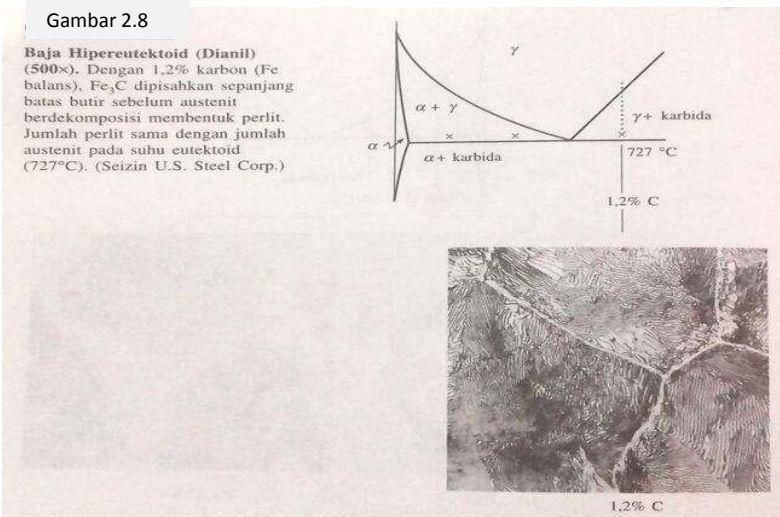 Gambar 2.8
Baja Hipereutektoid (Dianil)
(500×). Dengan 1,2% karbon (Fe
balans), Fe₃C dipisahkan sepanjang
batas butir sebelum austenit
berdekomposisi membentuk perlit.
Jumlah perlit sama dengan jumlah
austenit pada suhu eutektoid
(727°C). (Seizin U.S. Steel Corp.)
γ
α + γ
γ + karbida
α
α + karbida
727 °C
1,2% C
1,2% C